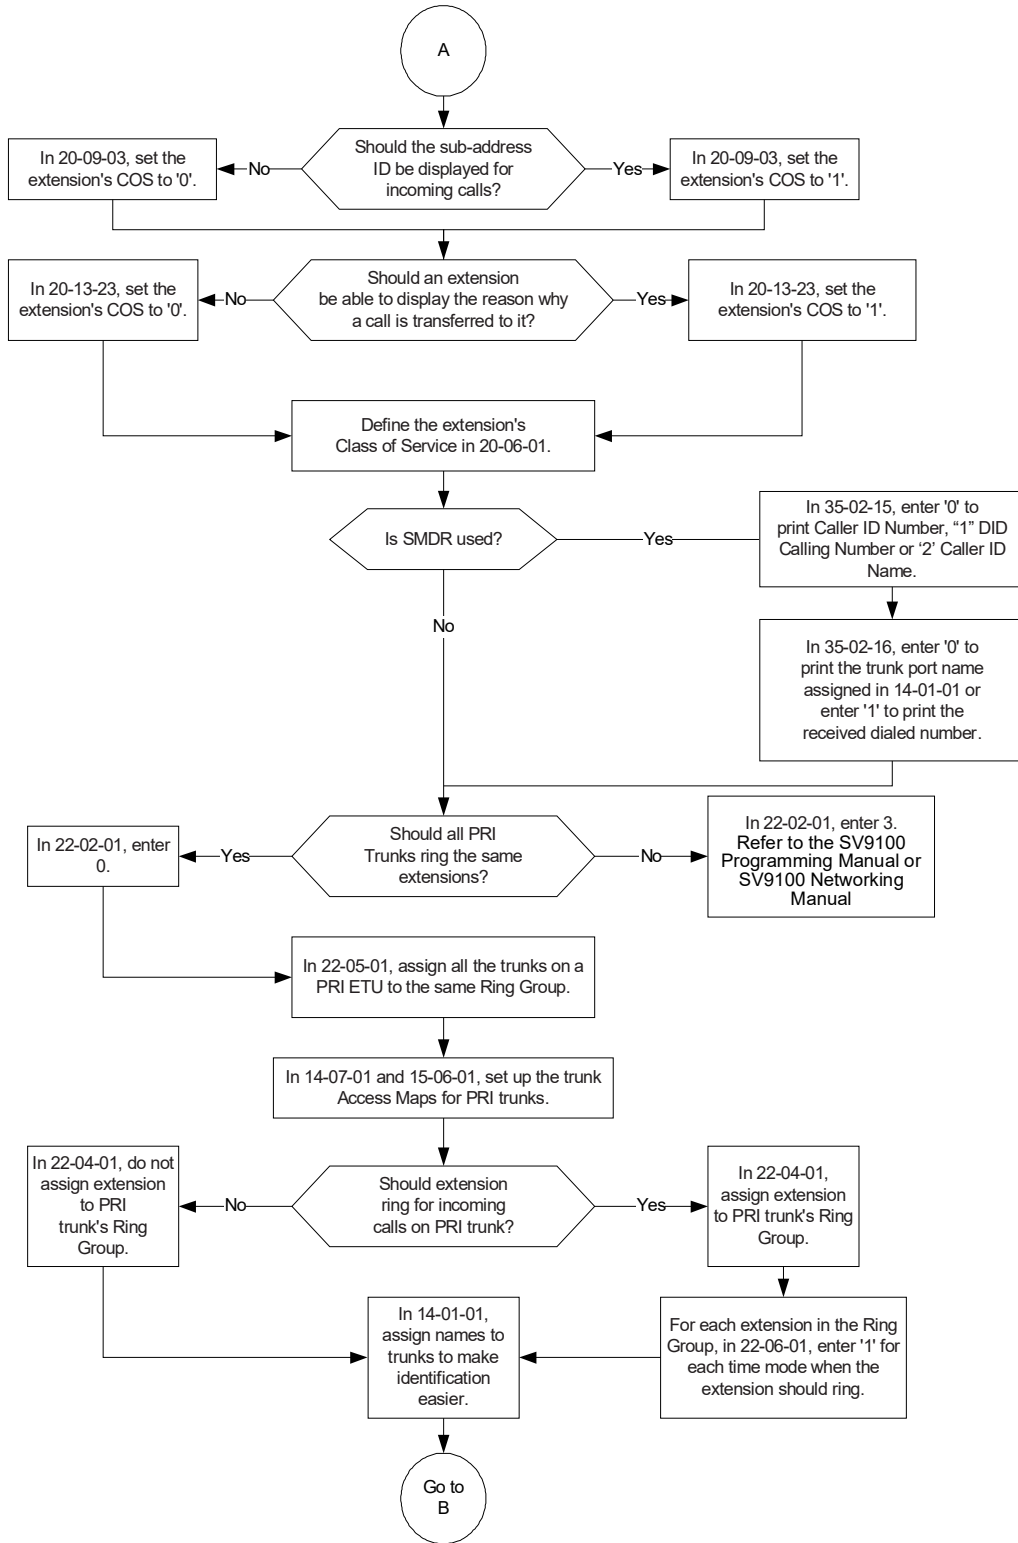 A
Should the sub-address
ID be displayed for
incoming calls?
No
Yes
In 20-09-03, set the
extension's COS to '0'.
In 20-09-03, set the
extension's COS to '1'.
Should an extension
be able to display the reason why
a call is transferred to it?
No
Yes
In 20-13-23, set the
extension's COS to '0'.
In 20-13-23, set the
extension's COS to '1'.
Define the extension's
Class of Service in 20-06-01.
Is SMDR used?
Yes
No
In 35-02-15, enter '0' to
print Caller ID Number, “1” DID
Calling Number or ‘2’ Caller ID
Name.
In 35-02-16, enter '0' to
print the trunk port name
assigned in 14-01-01 or
enter '1' to print the
received dialed number.
Should all PRI
Trunks ring the same
extensions?
Yes
No
In 22-02-01, enter
0.
In 22-02-01, enter 3.
Refer to the SV9100
Programming Manual or
SV9100 Networking
Manual
In 22-05-01, assign all the trunks on a
PRI ETU to the same Ring Group.
In 14-07-01 and 15-06-01, set up the trunk
Access Maps for PRI trunks.
Should extension
ring for incoming
calls on PRI trunk?
No
Yes
In 22-04-01, do not
assign extension
to PRI
trunk's Ring
Group.
In 22-04-01,
assign extension
to PRI trunk's Ring
Group.
For each extension in the Ring
Group, in 22-06-01, enter '1' for
each time mode when the
extension should ring.
In 14-01-01,
assign names to
trunks to make
identification
easier.
Go to
B